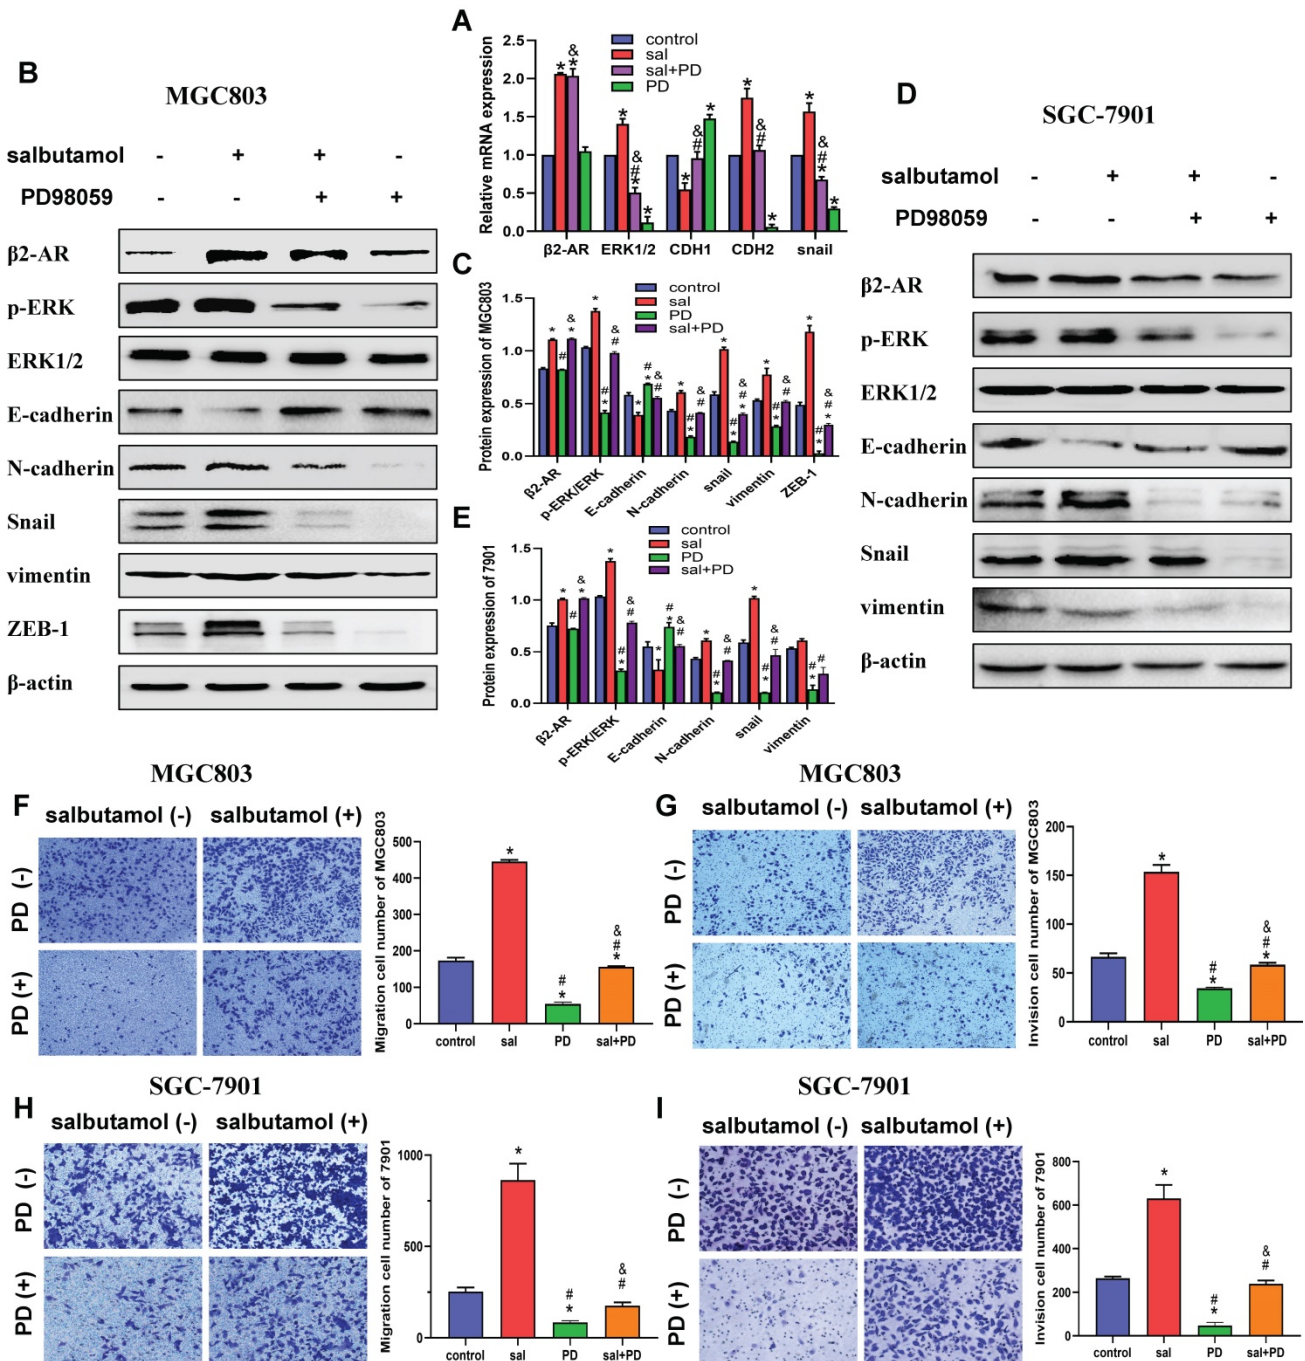 A
Relative mRNA expression
2.5
2.0
1.5
1.0
0.5
0.0
control
sal
sal+PD
PD
&
*
*
*
&
#
*
*
*
&
#
*
*
&
#
*
*
&
#
*
*
β2-AR ERK1/2 CDH1 CDH2 snail
B
MGC803
salbutamol - + + -
PD98059 - - + +
β2-AR
p-ERK
ERK1/2
E-cadherin
N-cadherin
Snail
vimentin
ZEB-1
β-actin
C
Protein expression of MGC803
1.5
1.0
0.5
0.0
control
sal
PD
sal+PD
* # & *
* # * & #
* # * & #
* # * & #
* # * & # *
* # * & #
* # * & # *
β2-AR p-ERK/ERK E-cadherin N-cadherin snail vimentin ZEB-1
D
SGC-7901
salbutamol - + + -
PD98059 - - + +
β2-AR
p-ERK
ERK1/2
E-cadherin
N-cadherin
Snail
vimentin
β-actin
E
Protein expression of 7901
1.5
1.0
0.5
0.0
control
sal
PD
sal+PD
* # & *
* # * & #
* # * & #
* # * & #
* # * & #
# * #
β2-AR p-ERK/ERK E-cadherin N-cadherin snail vimentin
MGC803
F
salbutamol (-) salbutamol (+)
PD (-)
PD (+)
Migration cell number of MGC803
500
400
300
200
100
0
*
# *
& # *
control sal PD sal+PD
MGC803
G
salbutamol (-) salbutamol (+)
PD (-)
PD (+)
Invision cell number of MGC803
200
150
100
50
0
*
# *
& # *
control sal PD sal+PD
SGC-7901
H
salbutamol (-) salbutamol (+)
PD (-)
PD (+)
Migration cell number of 7901
1000
500
250
0
*
# *
& #
control sal PD sal+PD
SGC-7901
I
salbutamol (-) salbutamol (+)
PD (-)
PD (+)
Invision cell number of 7901
800
600
400
200
0
*
# *
& #
control sal PD sal+PD